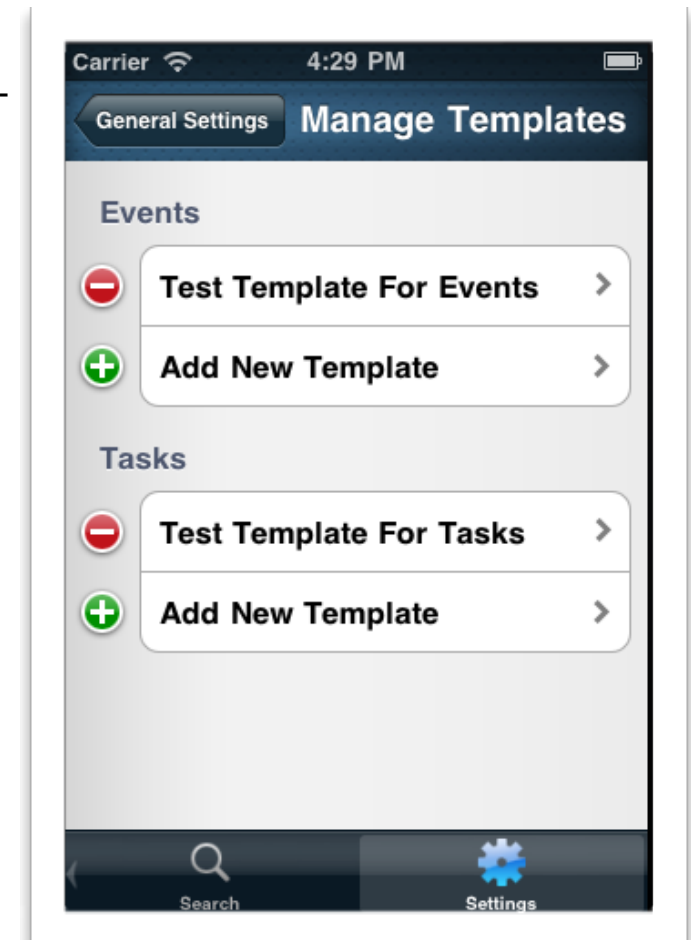 Carrier 4:29 PM
General Settings Manage Templates
Events
Test Template For Events
Add New Template
Tasks
Test Template For Tasks
Add New Template
Search Settings